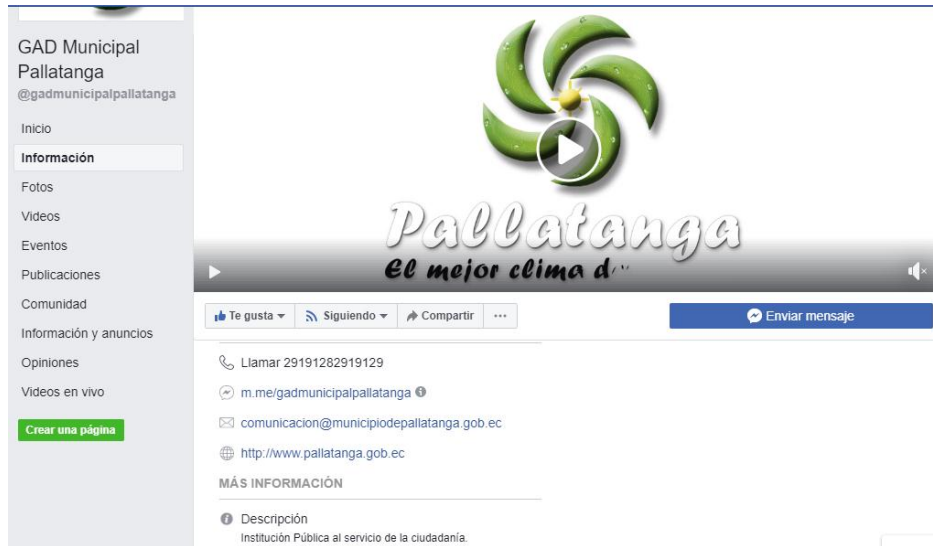 GAD Municipal
Pallatanga
@gadmunicipalpallatanga
Inicio
Información
Fotos
Videos
Eventos
Publicaciones
Comunidad
Información y anuncios
Opiniones
Videos en vivo
Crear una página
Pallatanga
El mejor clima d
Te gusta
Siguiendo
Compartir
Enviar mensaje
Llamar 29191282919129
m.me/gadmunicipalpallatanga
comunicacion@municipiodepallatanga.gob.ec
http://www.pallatanga.gob.ec
MÁS INFORMACIÓN
Descripción
Institución Pública al servicio de la ciudadanía.